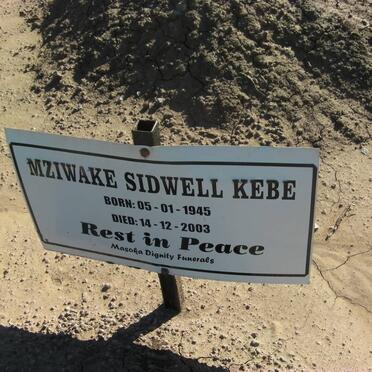 MZIWAKE SIDWELL KEBE
BORN: 05 - 01 - 1945
DIED: 14 - 12 - 2003
Rest in Peace
Masoka Dignity Funerals